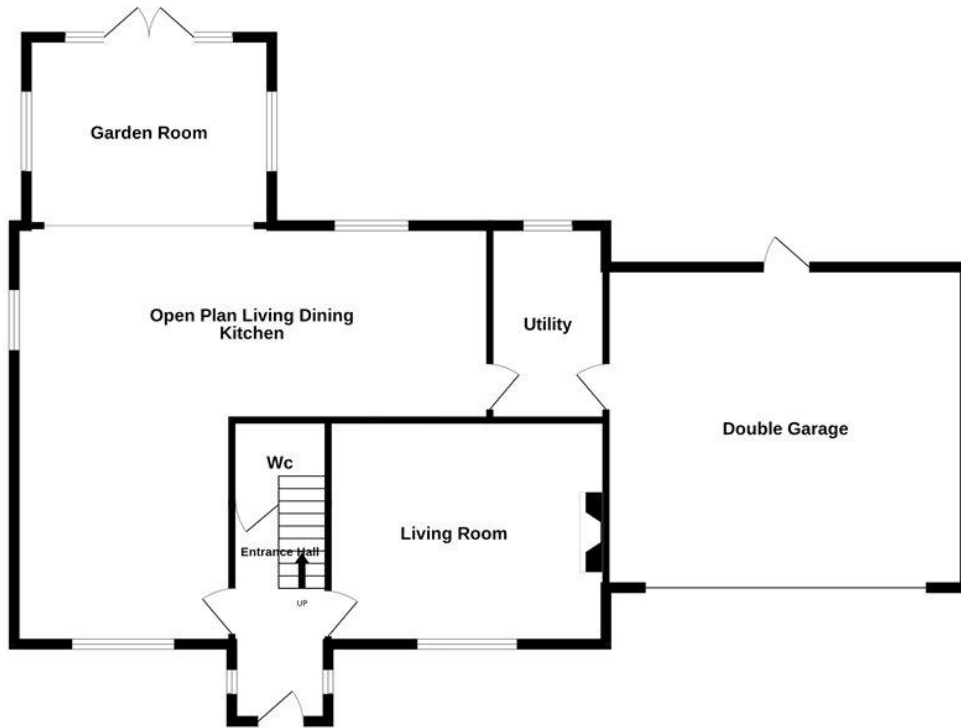 Garden Room
Open Plan Living Dining
Kitchen
Utility
Double Garage
Wc
Living Room
Entrance Hall
UP